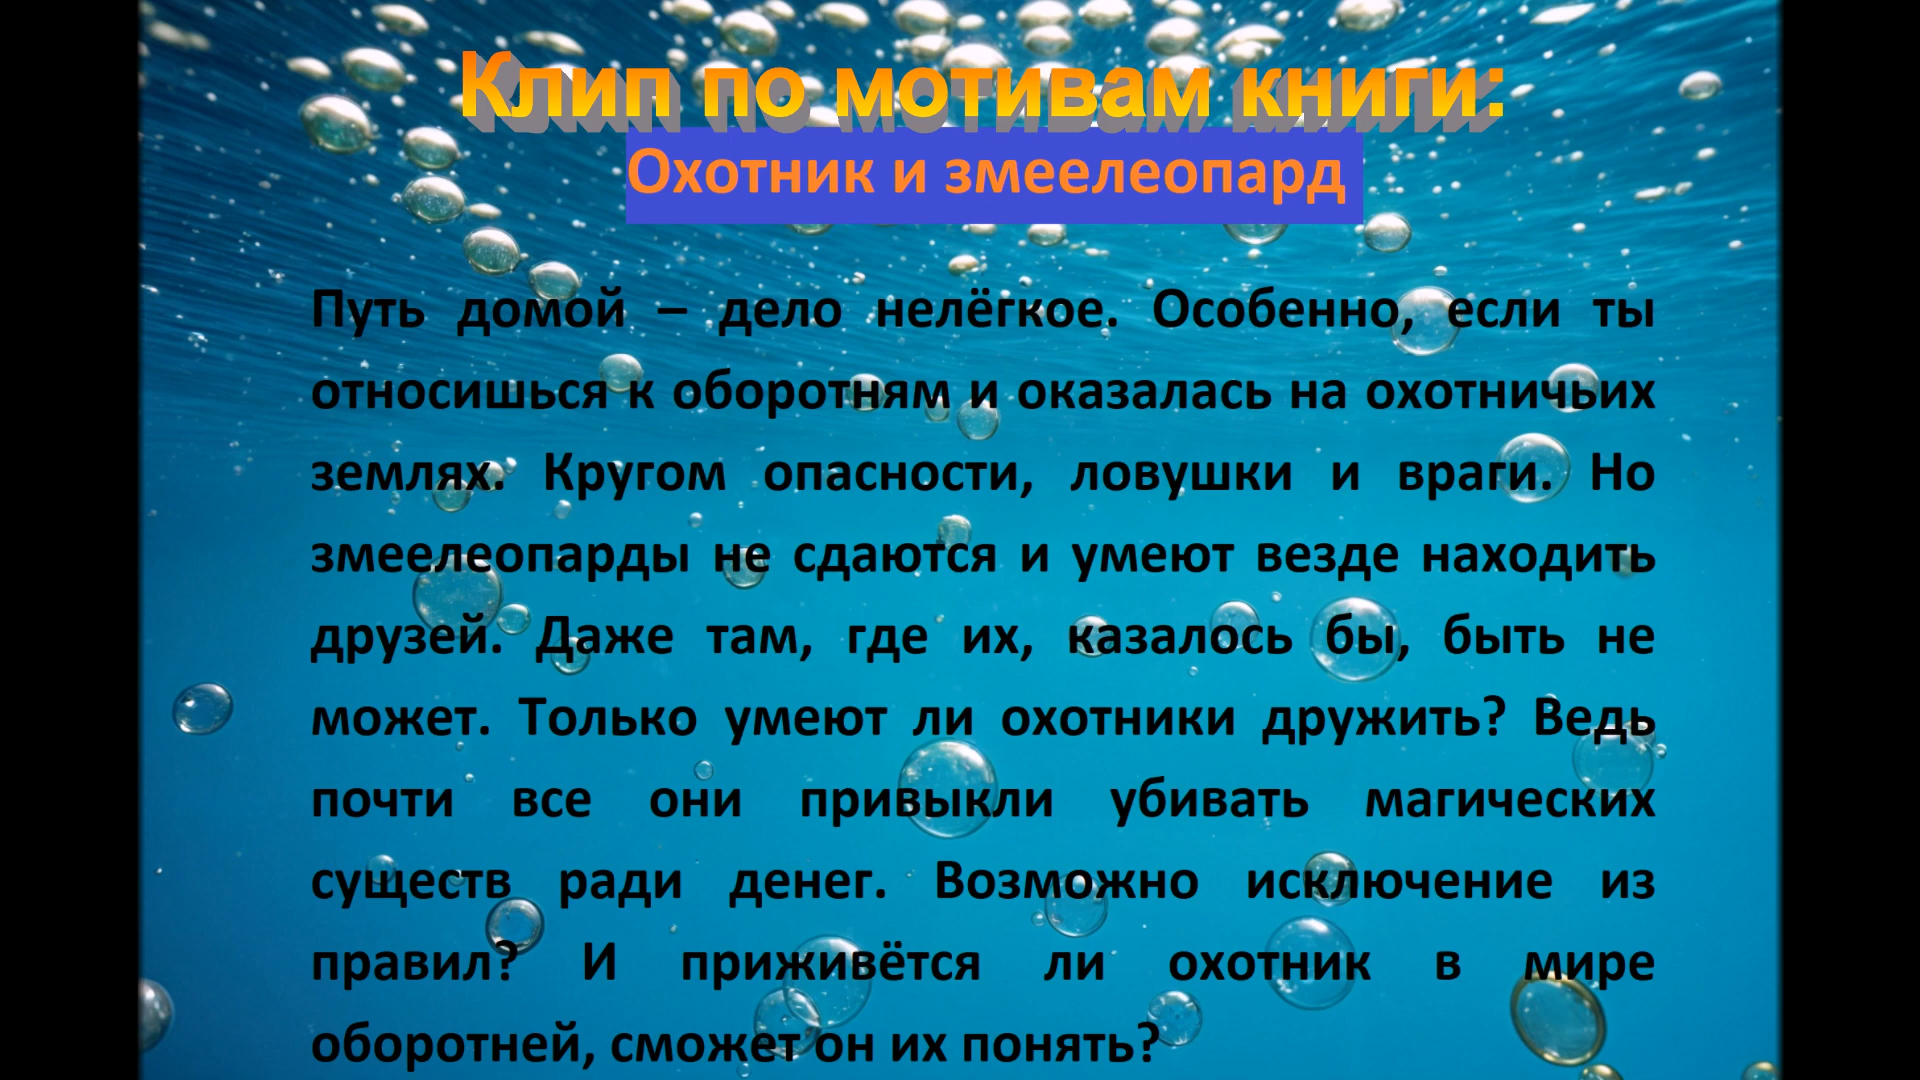 Клип по мотивам книги:
Охотник и змеелеопард
Путь домой – дело нелёгкое. Особенно, если ты
относишься к оборотням и оказалась на охотничьих
землях. Кругом опасности, ловушки и враги. Но
змеелеопарды не сдаются и умеют везде находить
друзей. Даже там, где их, казалось бы, быть не
может. Только умеют ли охотники дружить? Ведь
почти все они привыкли убивать магических
существ ради денег. Возможно исключение из
правил? И приживётся ли охотник в мире
оборотней, сможет он их понять?